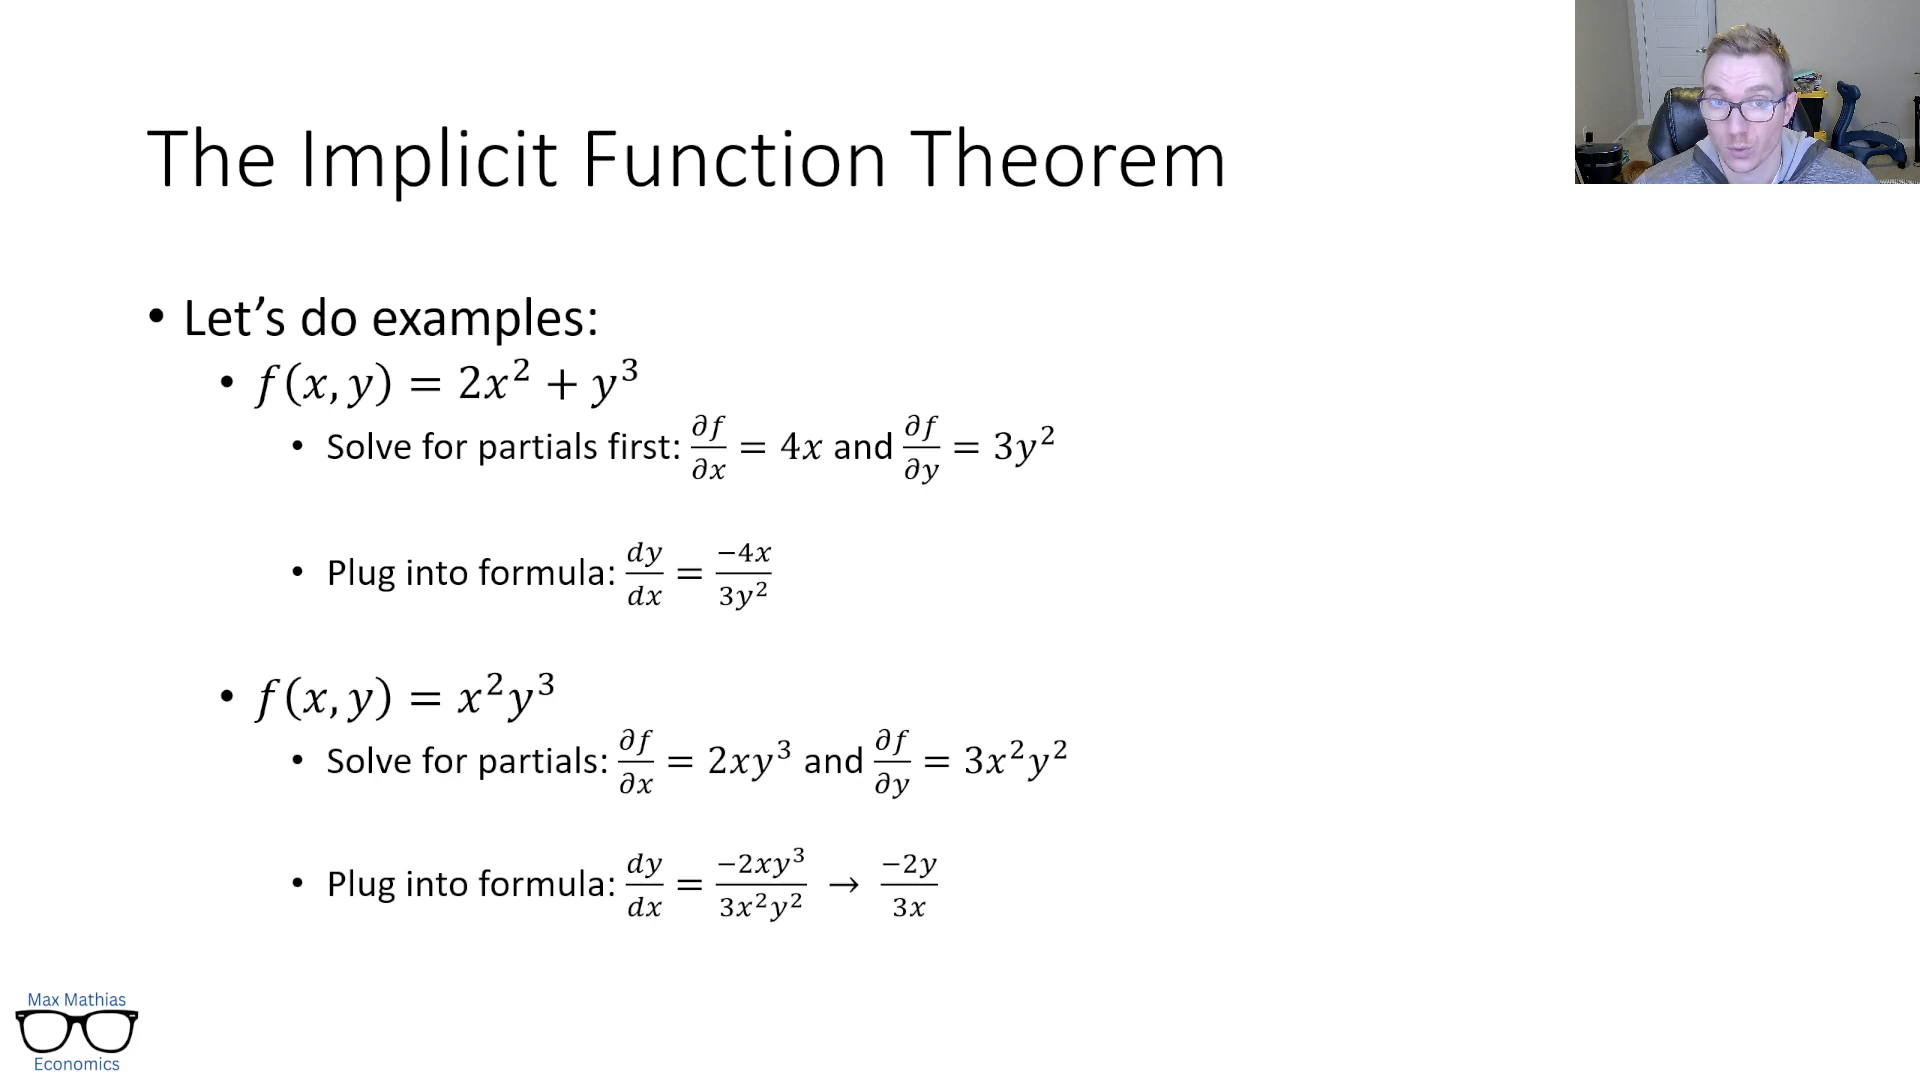 The Implicit Function Theorem
• Let’s do examples:
• f(x, y) = 2x² + y³
• Solve for partials first: ∂f/∂x = 4x and ∂f/∂y = 3y²
• Plug into formula: dy/dx = −4x/3y²
• f(x, y) = x²y³
• Solve for partials: ∂f/∂x = 2xy³ and ∂f/∂y = 3x²y²
• Plug into formula: dy/dx = −2xy³/3x²y² → −2y/3x
Max Mathias
Economics